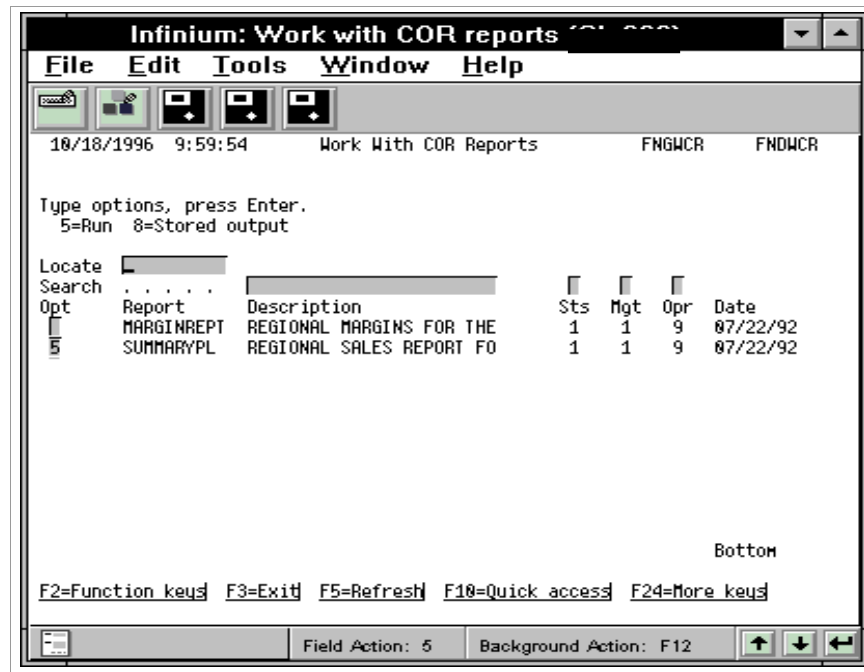 Infinium: Work with COR reports
File Edit Tools Window Help
10/18/1996 9:59:54 Work With COR Reports FNGWCR FNDWCR
Type options, press Enter.
5=Run 8=Stored output
Locate
Search . . . . .
Opt Report Description Sts Mgt Opr Date
MARGINREPT REGIONAL MARGINS FOR THE 1 1 9 07/22/92
5 SUMMARYPL REGIONAL SALES REPORT FO 1 1 9 07/22/92
Bottom
F2=Function keys F3=Exit F5=Refresh F10=Quick access F24=More keys
Field Action: 5 Background Action: F12